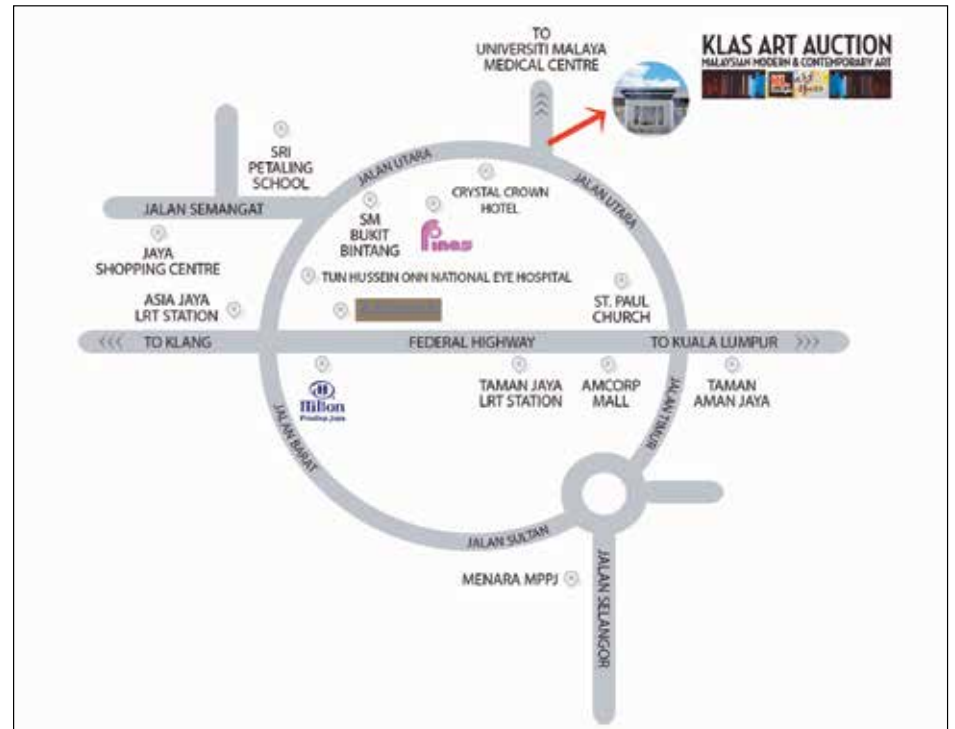 TO
UNIVERSITI MALAYA
MEDICAL CENTRE
KLAS ART AUCTION
MALAYSIAN MODERN & CONTEMPORARY ART
SRI
PETALING
SCHOOL
JALAN UTARA
CRYSTAL CROWN
HOTEL
JALAN UTARA
JALAN SEMANGAT
SM
BUKIT
BINTANG
Pines
JAYA
SHOPPING CENTRE
TUN HUSSEIN ONN NATIONAL EYE HOSPITAL
ASIA JAYA
LRT STATION
ST. PAUL
CHURCH
<<< TO KLANG
FEDERAL HIGHWAY
TO KUALA LUMPUR >>>
Hilton
Petaling Jaya
TAMAN JAYA
LRT STATION
AMCORP
MALL
TAMAN
AMAN JAYA
JALAN TIMUR
JALAN BARAT
JALAN SULTAN
MENARA MPPJ
JALAN SELANGOR